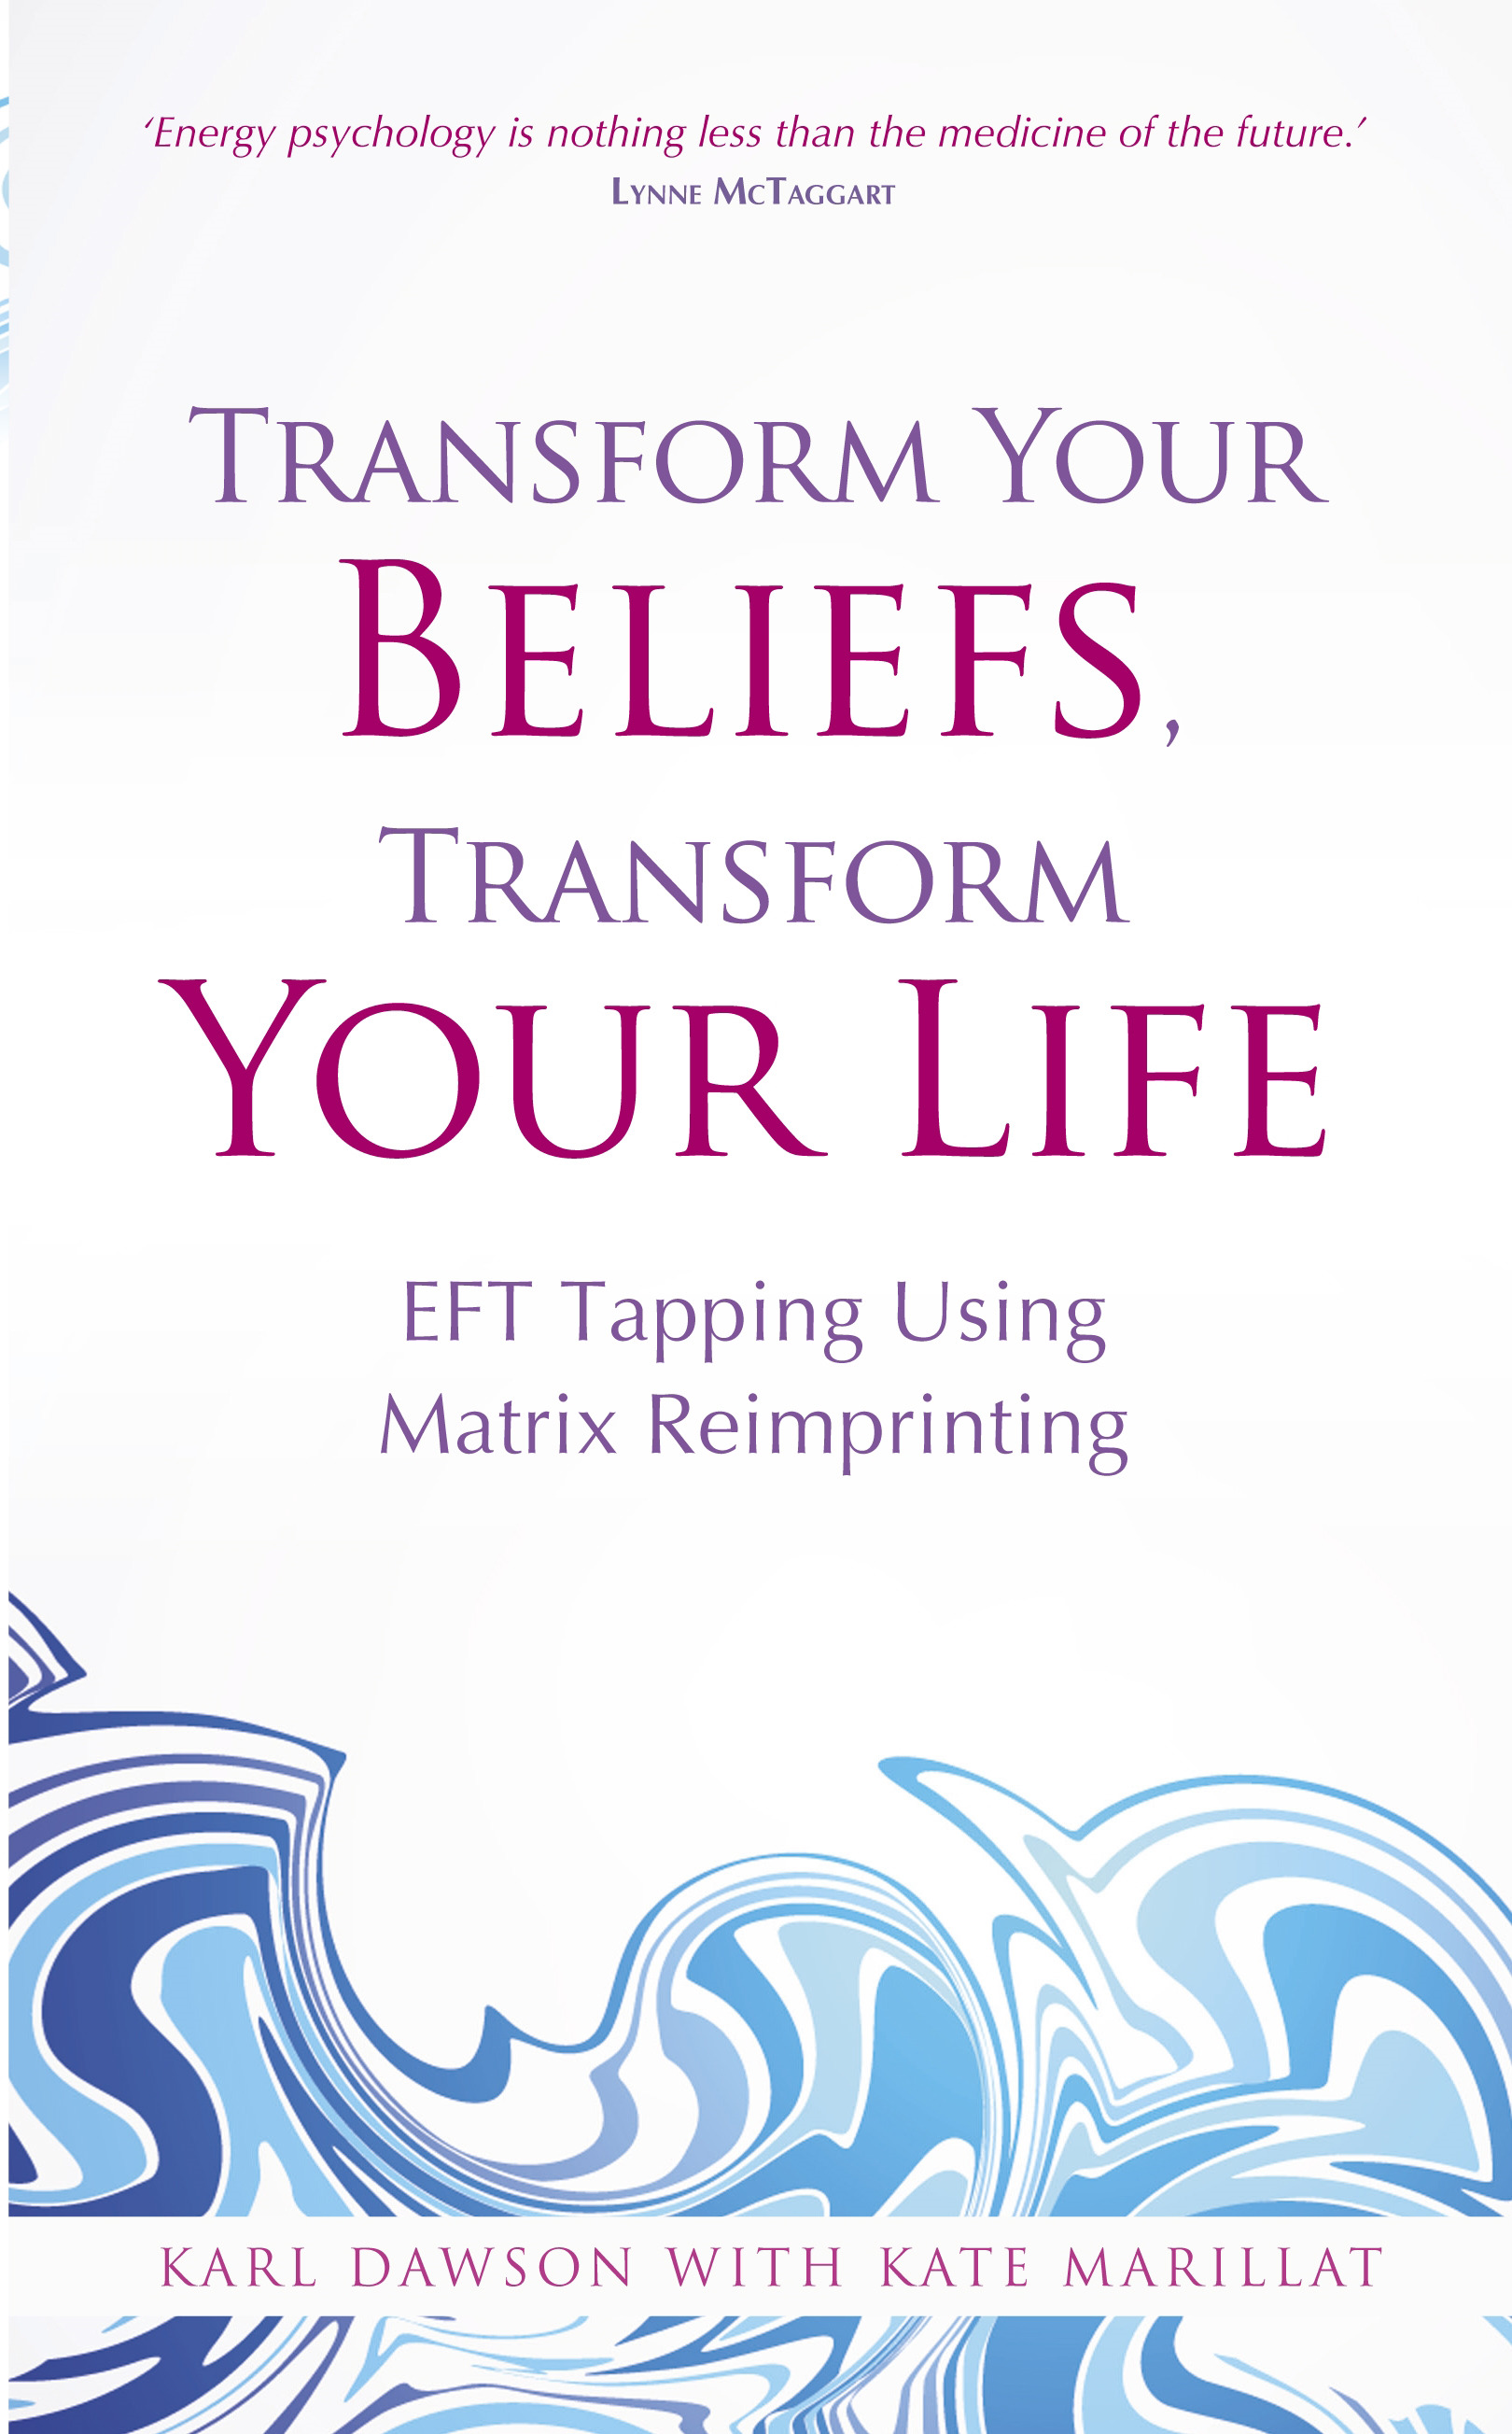 ‘Energy psychology is nothing less than the medicine of the future.’
Lynne McTaggart
Transform Your
Beliefs,
Transform
Your Life
EFT Tapping Using
Matrix Reimprinting
KARL DAWSON WITH KATE MARILLAT